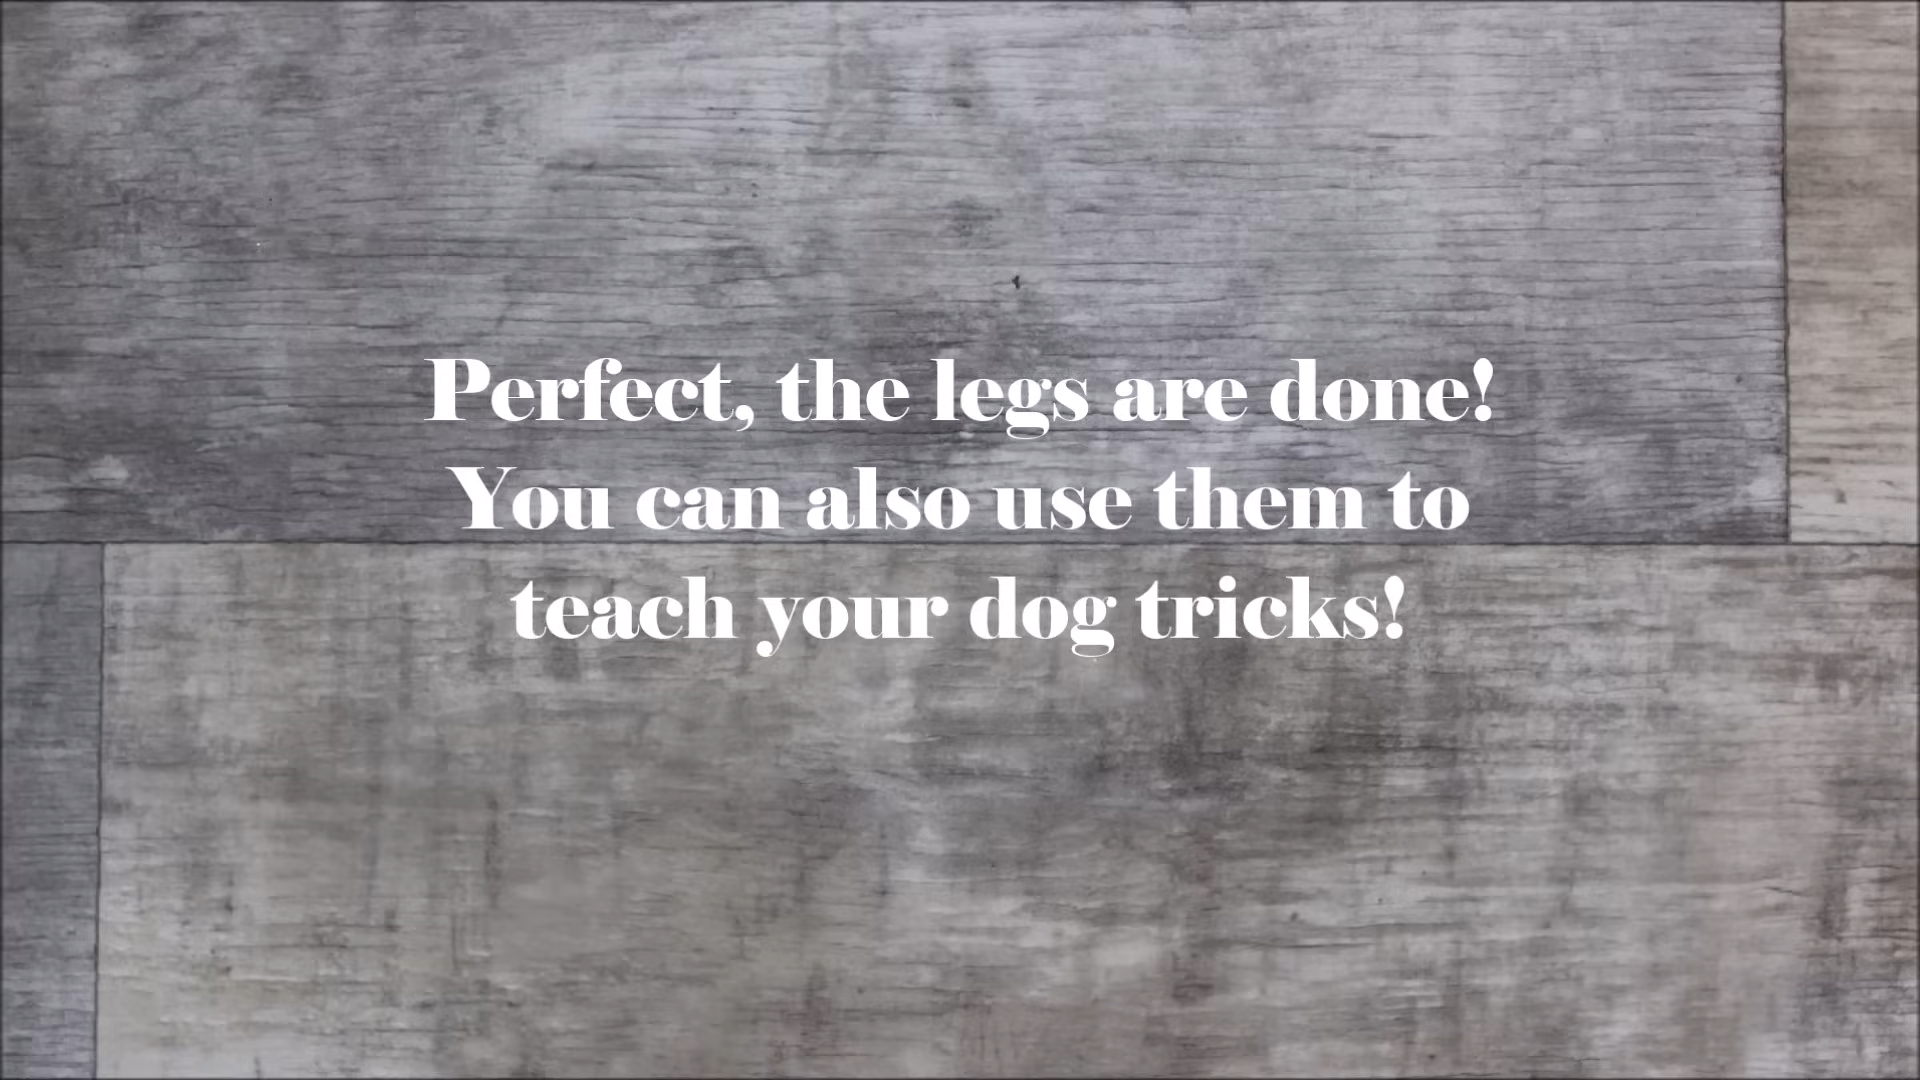 Perfect, the legs are done!
You can also use them to
teach your dog tricks!